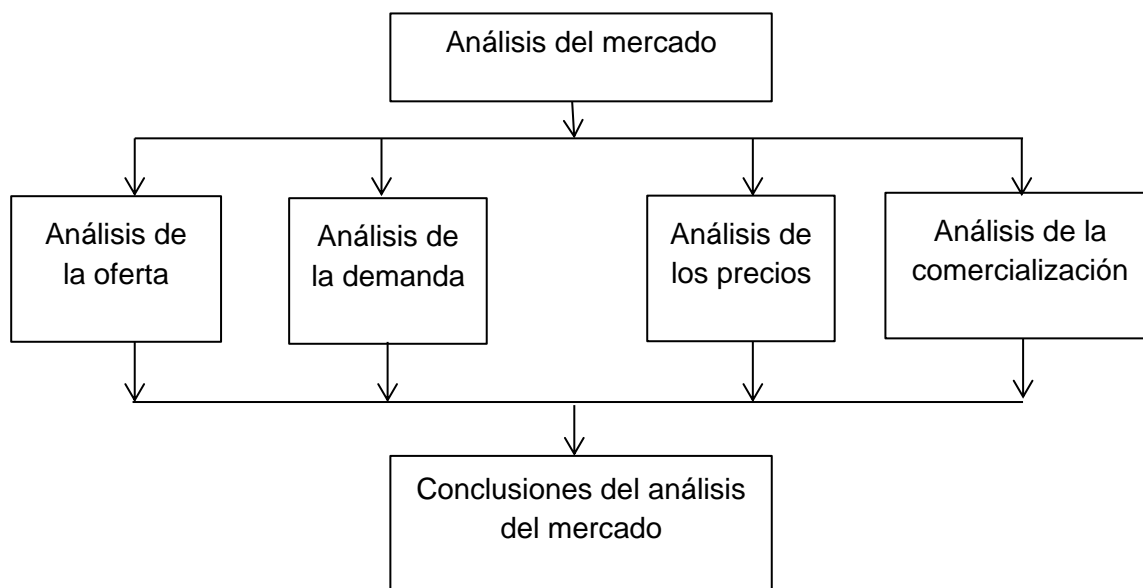 Análisis del mercado
Análisis de
la oferta
Análisis de
la demanda
Análisis de
los precios
Análisis de la
comercialización
Conclusiones del análisis
del mercado